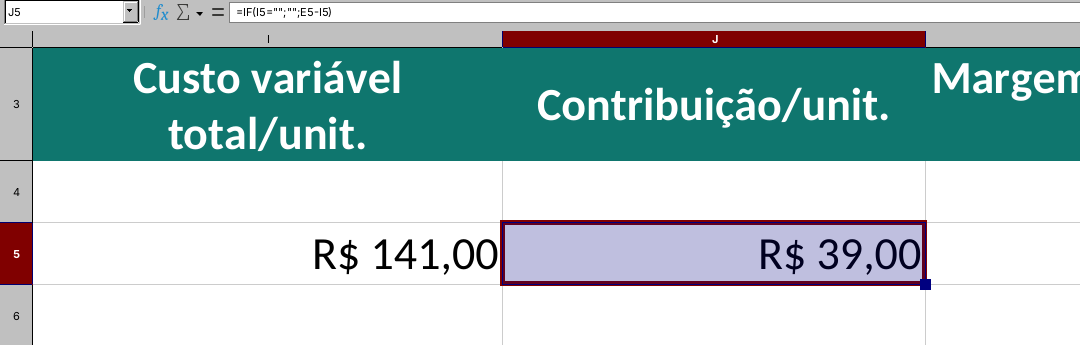 J5 fx Σ = =IF(I5="";"";E5-I5)
I J
3 Custo variável
total/unit. Contribuição/unit. Margem
4
5 R$ 141,00 R$ 39,00
6